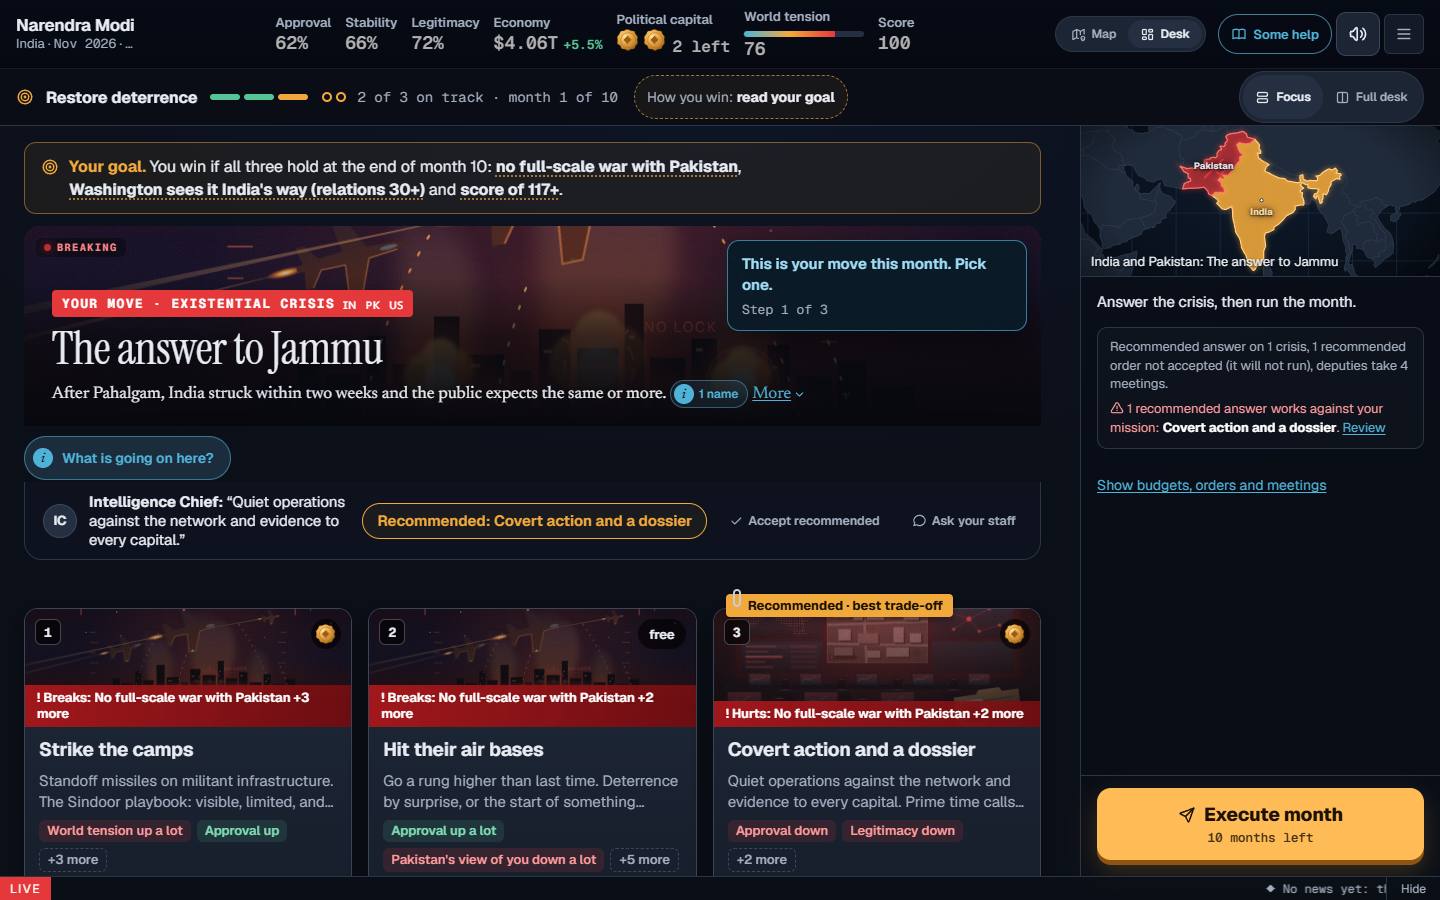 Narendra Modi
India · Nov 2026 · …
Approval
62%
Stability
66%
Legitimacy
72%
Economy
$4.06T +5.5%
Political capital
2 left
World tension
76
Score
100
Map
Desk
Some help
Restore deterrence
2 of 3 on track · month 1 of 10
How you win: read your goal
Focus
Full desk
Your goal. You win if all three hold at the end of month 10: no full-scale war with Pakistan,
Washington sees it India's way (relations 30+) and score of 117+.
BREAKING
YOUR MOVE · EXISTENTIAL CRISIS IN PK US
The answer to Jammu
After Pahalgam, India struck within two weeks and the public expects the same or more. i 1 name More
NO LOCK
This is your move this month. Pick
one.
Step 1 of 3
i What is going on here?
IC
Intelligence Chief: “Quiet operations
against the network and evidence to
every capital.”
Recommended: Covert action and a dossier
Accept recommended
Ask your staff
1
! Breaks: No full-scale war with Pakistan +3
more
Strike the camps
Standoff missiles on militant infrastructure.
The Sindoor playbook: visible, limited, and…
World tension up a lot
Approval up
+3 more
2
free
! Breaks: No full-scale war with Pakistan +2
more
Hit their air bases
Go a rung higher than last time. Deterrence
by surprise, or the start of something…
Approval up a lot
Pakistan's view of you down a lot
+5 more
Recommended · best trade-off
3
! Hurts: No full-scale war with Pakistan +2 more
Covert action and a dossier
Quiet operations against the network and
evidence to every capital. Prime time calls…
Approval down
Legitimacy down
+2 more
Pakistan
India
India and Pakistan: The answer to Jammu
Answer the crisis, then run the month.
Recommended answer on 1 crisis, 1 recommended
order not accepted (it will not run), deputies take 4
meetings.
1 recommended answer works against your
mission: Covert action and a dossier. Review
Show budgets, orders and meetings
Execute month
10 months left
LIVE
No news yet:
Hide